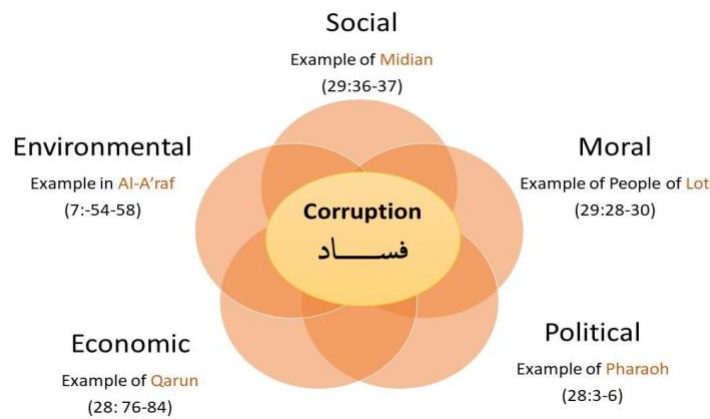 Social
Example of Midian
(29:36-37)
Environmental
Example in Al-A'raf
(7:-54-58)
Moral
Example of People of Lot
(29:28-30)
Corruption
فســـــاد
Economic
Example of Qarun
(28: 76-84)
Political
Example of Pharaoh
(28:3-6)